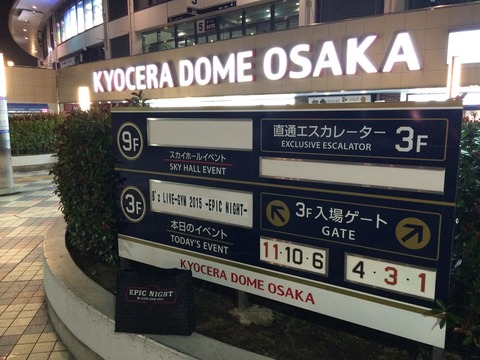 KYOCERA DOME OSAKA
5
9F
スカイホールイベント
SKY HALL EVENT
直通エスカレーター 3F
EXCLUSIVE ESCALATOR
3F
B'z LIVE-GYM 2015 -EPIC NIGHT-
本日のイベント
TODAY'S EVENT
3F入場ゲート
GATE
11·10·6
4·3·1
KYOCERA DOME OSAKA
EPIC NIGHT